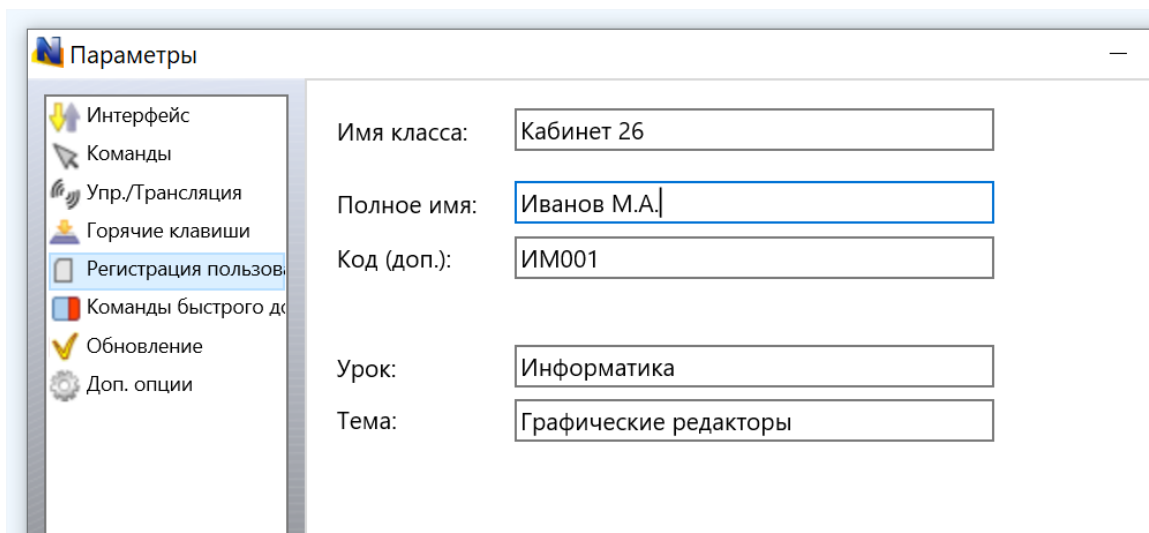 Параметры
Интерфейс
Команды
Упр./Трансляция
Горячие клавиши
Регистрация пользов
Команды быстрого до
Обновление
Доп. опции
Имя класса: Кабинет 26
Полное имя: Иванов М.А.
Код (доп.): ИМ001
Урок: Информатика
Тема: Графические редакторы